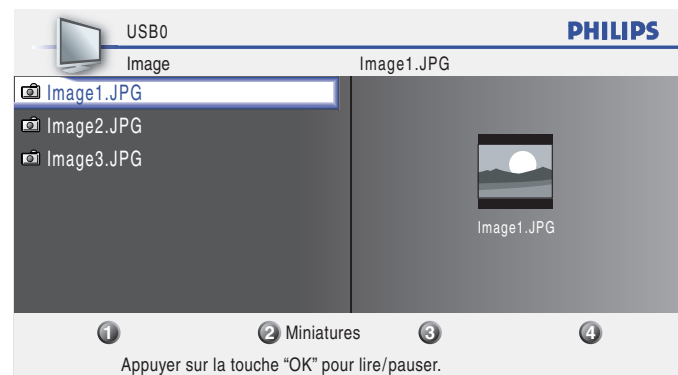 USB0 PHILIPS
Image Image1.JPG
Image1.JPG
Image2.JPG
Image3.JPG
Image1.JPG
1 2 Miniatures 3 4
Appuyer sur la touche “OK” pour lire/pauser.